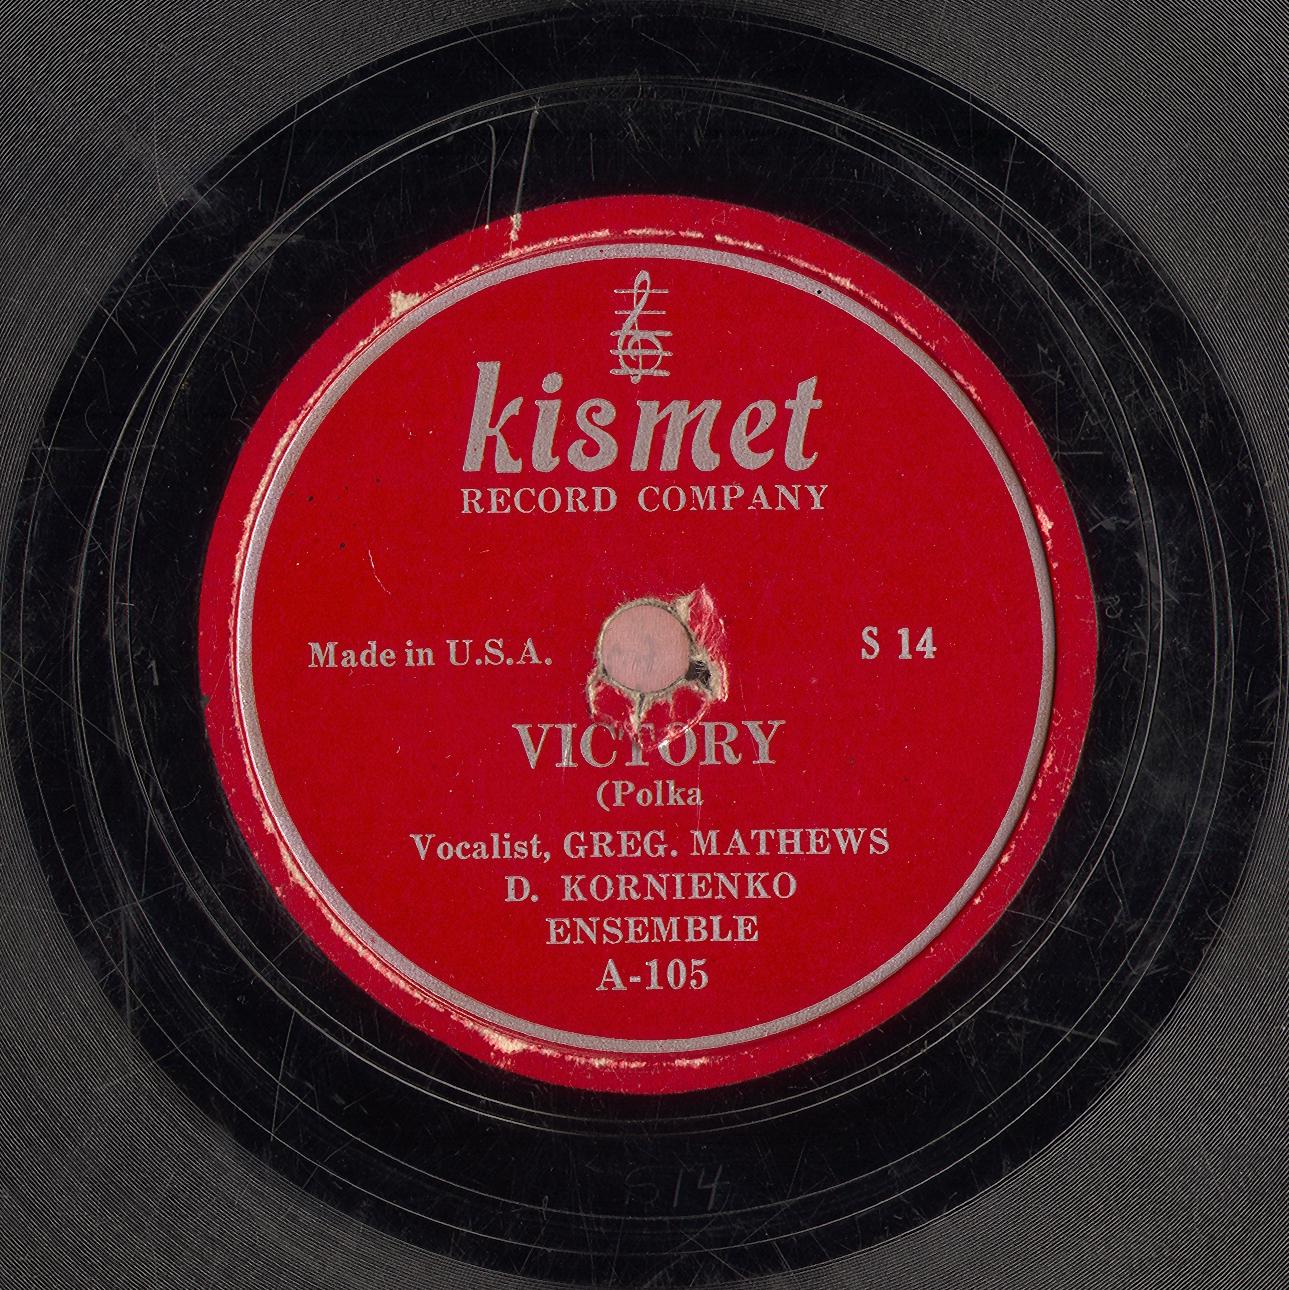 kismet
RECORD COMPANY
Made in U.S.A.
S 14
VICTORY
(Polka
Vocalist, GREG. MATHEWS
D. KORNIENKO
ENSEMBLE
A-105
S14